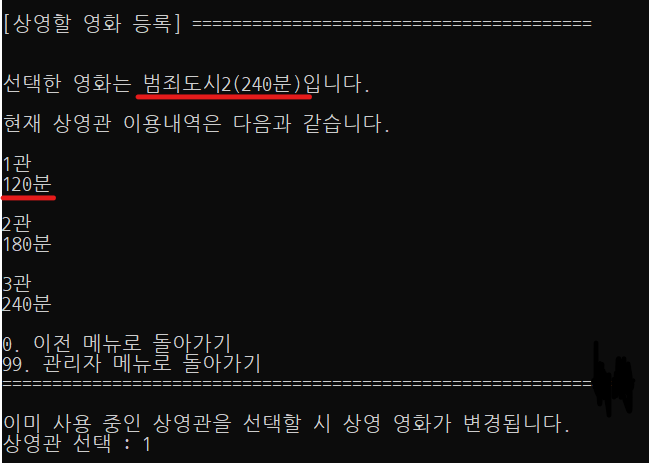 [상영할 영화 등록] ========================================
선택한 영화는 범죄도시2(240분)입니다.
현재 상영관 이용내역은 다음과 같습니다.
1관
120분
2관
180분
3관
240분
0. 이전 메뉴로 돌아가기
99. 관리자 메뉴로 돌아가기
===========================================================
이미 사용 중인 상영관을 선택할 시 상영 영화가 변경됩니다.
상영관 선택 : 1